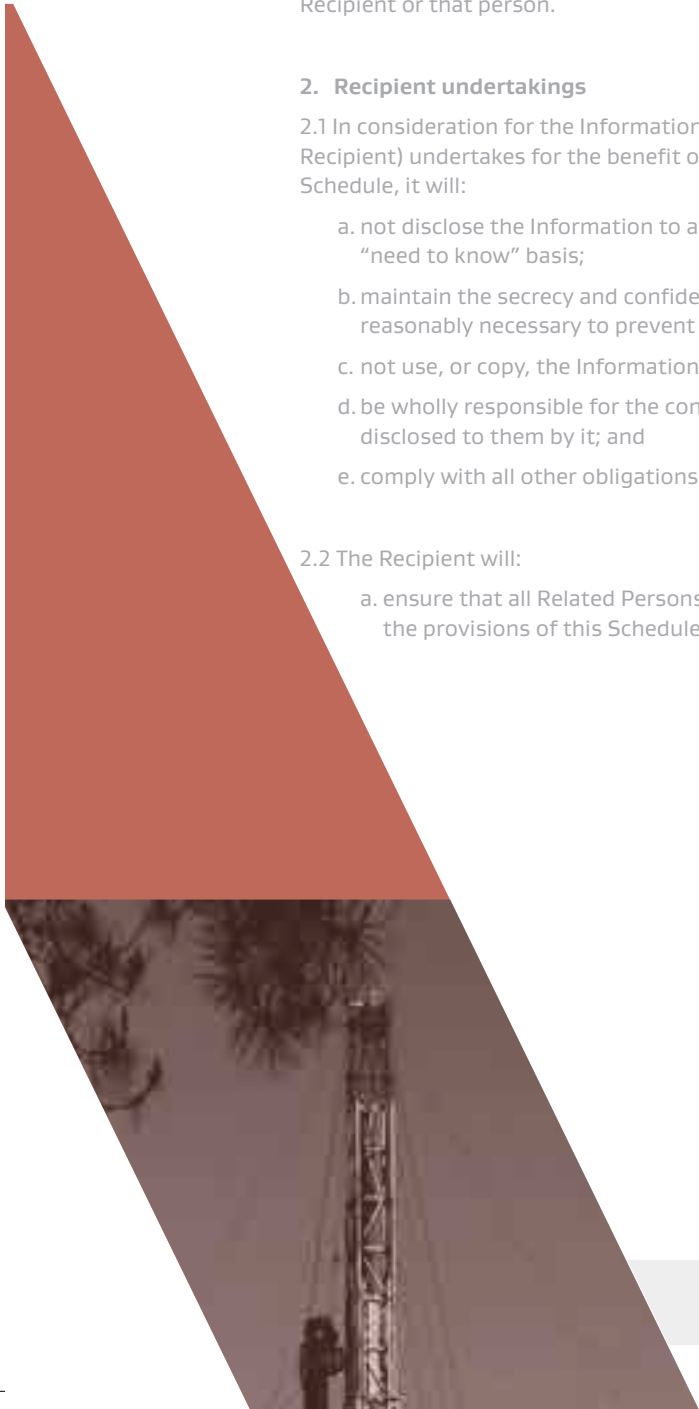 Recipient or that person.
2. Recipient undertakings
2.1 In consideration for the Information
Recipient) undertakes for the benefit o
Schedule, it will:
a. not disclose the Information to a
“need to know” basis;
b. maintain the secrecy and confide
reasonably necessary to prevent
c. not use, or copy, the Information
d. be wholly responsible for the con
disclosed to them by it; and
e. comply with all other obligations
2.2 The Recipient will:
a. ensure that all Related Persons
the provisions of this Schedule